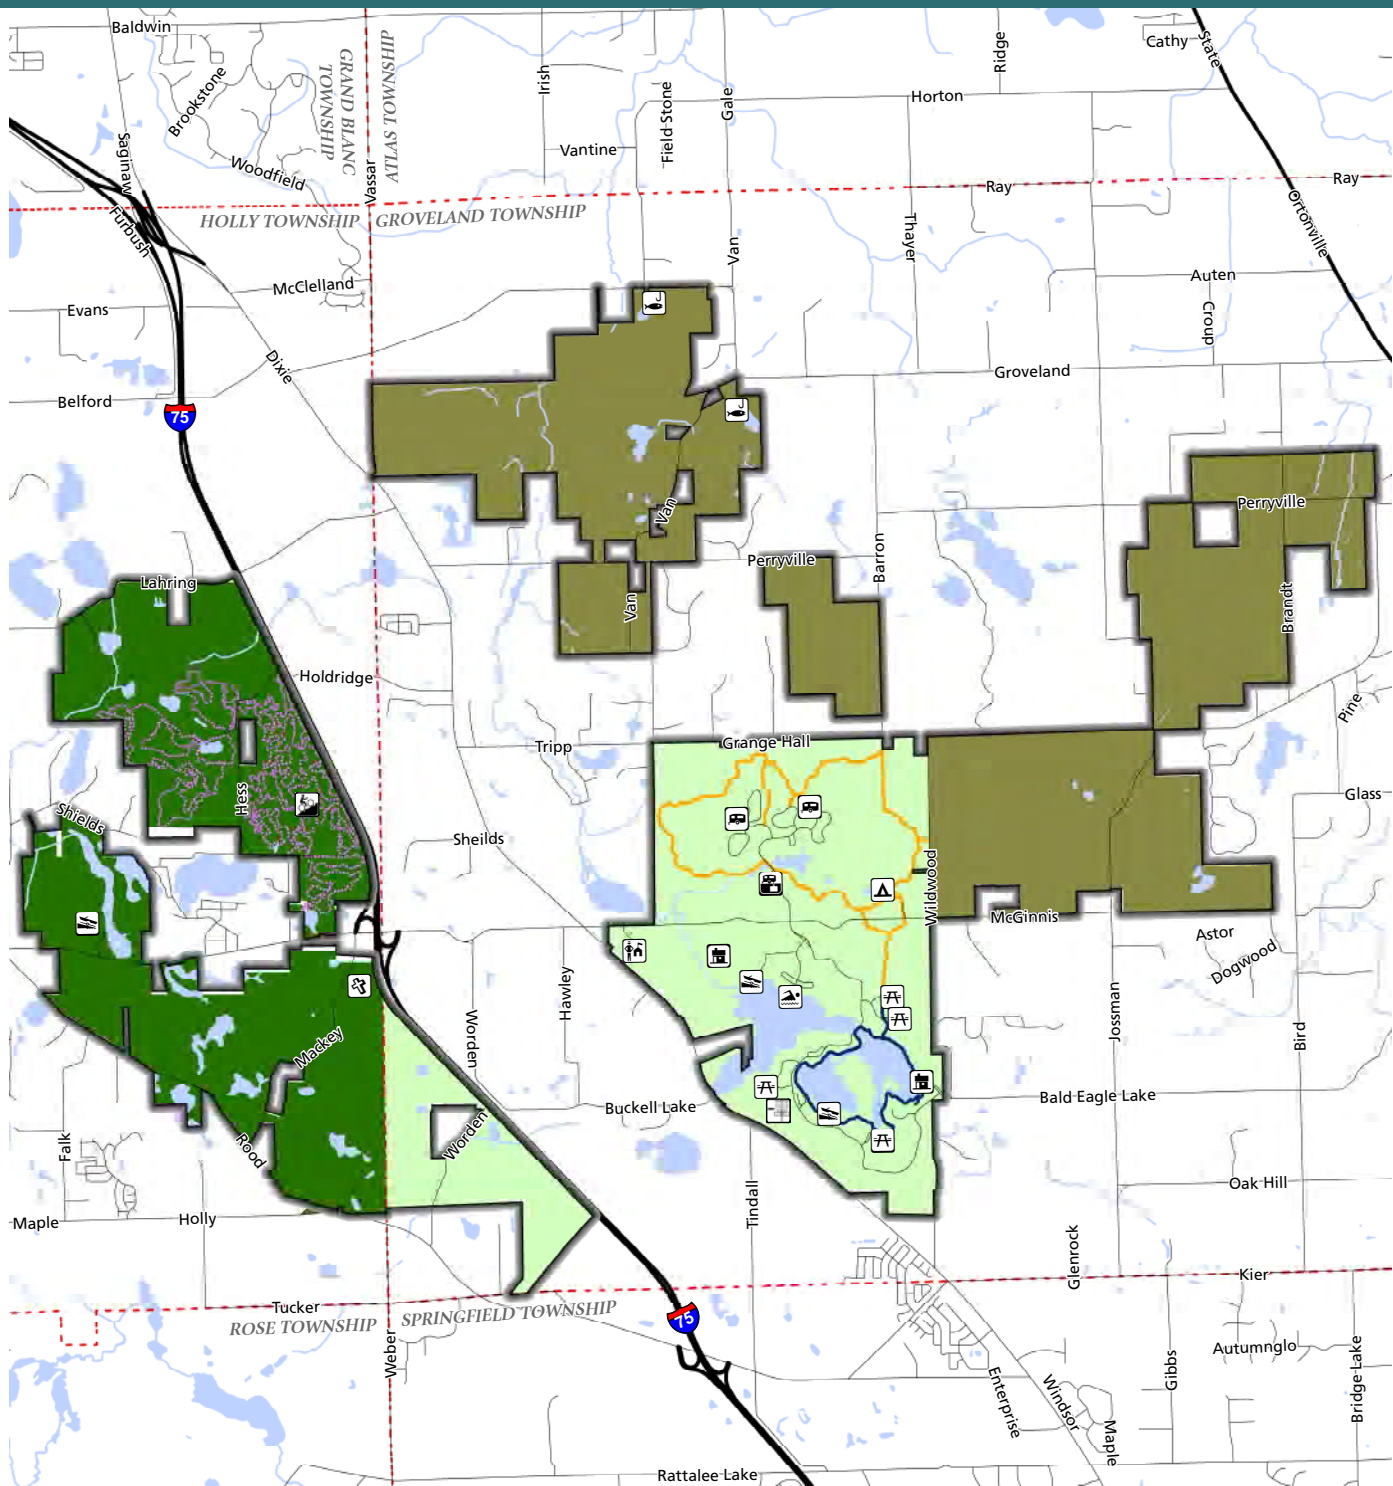 Baldwin
Cathy
State
Ridge
Brookstone
GRAND BLANC
TOWNSHIP
ATLAS TOWNSHIP
Irish
Field Stone
Gale
Horton
Saginaw
Vantine
Woodfield
Vassar
Ray
Ray
HOLLY TOWNSHIP
GROVELAND TOWNSHIP
Furbush
Thayer
Ortonville
Van
McClelland
Auten
Evans
Croup
Dixie
Groveland
Belford
75
Perryville
Van
Barron
Perryville
Lahring
Van
Brandt
Holdridge
Pine
Tripp
Grange Hall
Hess
Glass
Shields
Sheilds
Wildwood
McGinnis
Astor
Dogwood
Hawley
Worden
Jossman
Bird
Mackey
Bald Eagle Lake
Buckell Lake
Worden
Falk
Rood
Oak Hill
Tindall
Maple
Holly
Glenrock
Kier
Tucker
ROSE TOWNSHIP
SPRINGFIELD TOWNSHIP
75
Weber
Autumnglo
Gibbs
Bridge Lake
Enterprise
Windsor
Maple
Rattalee Lake